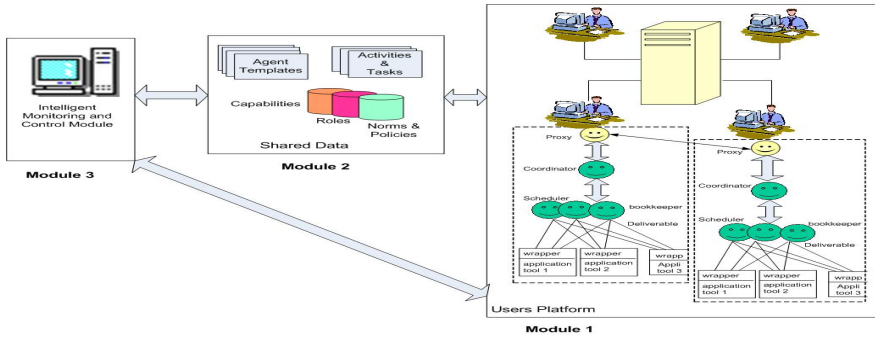 Intelligent
Monitoring and
Control Module
Module 3
Agent
Templates
Activities
&
Tasks
Capabilities
Roles
Norms &
Policies
Shared Data
Module 2
Proxy
Coordinator
Scheduler
bookkeeper
Deliverable
wrapper
application
tool 1
wrapper
application
tool 2
wrapp
Appli
tool 3
Proxy
Coordinator
Scheduler
bookkeeper
Deliverable
wrapper
application
tool 1
wrapper
application
tool 2
wrapp
Appli
tool 3
Users Platform
Module 1